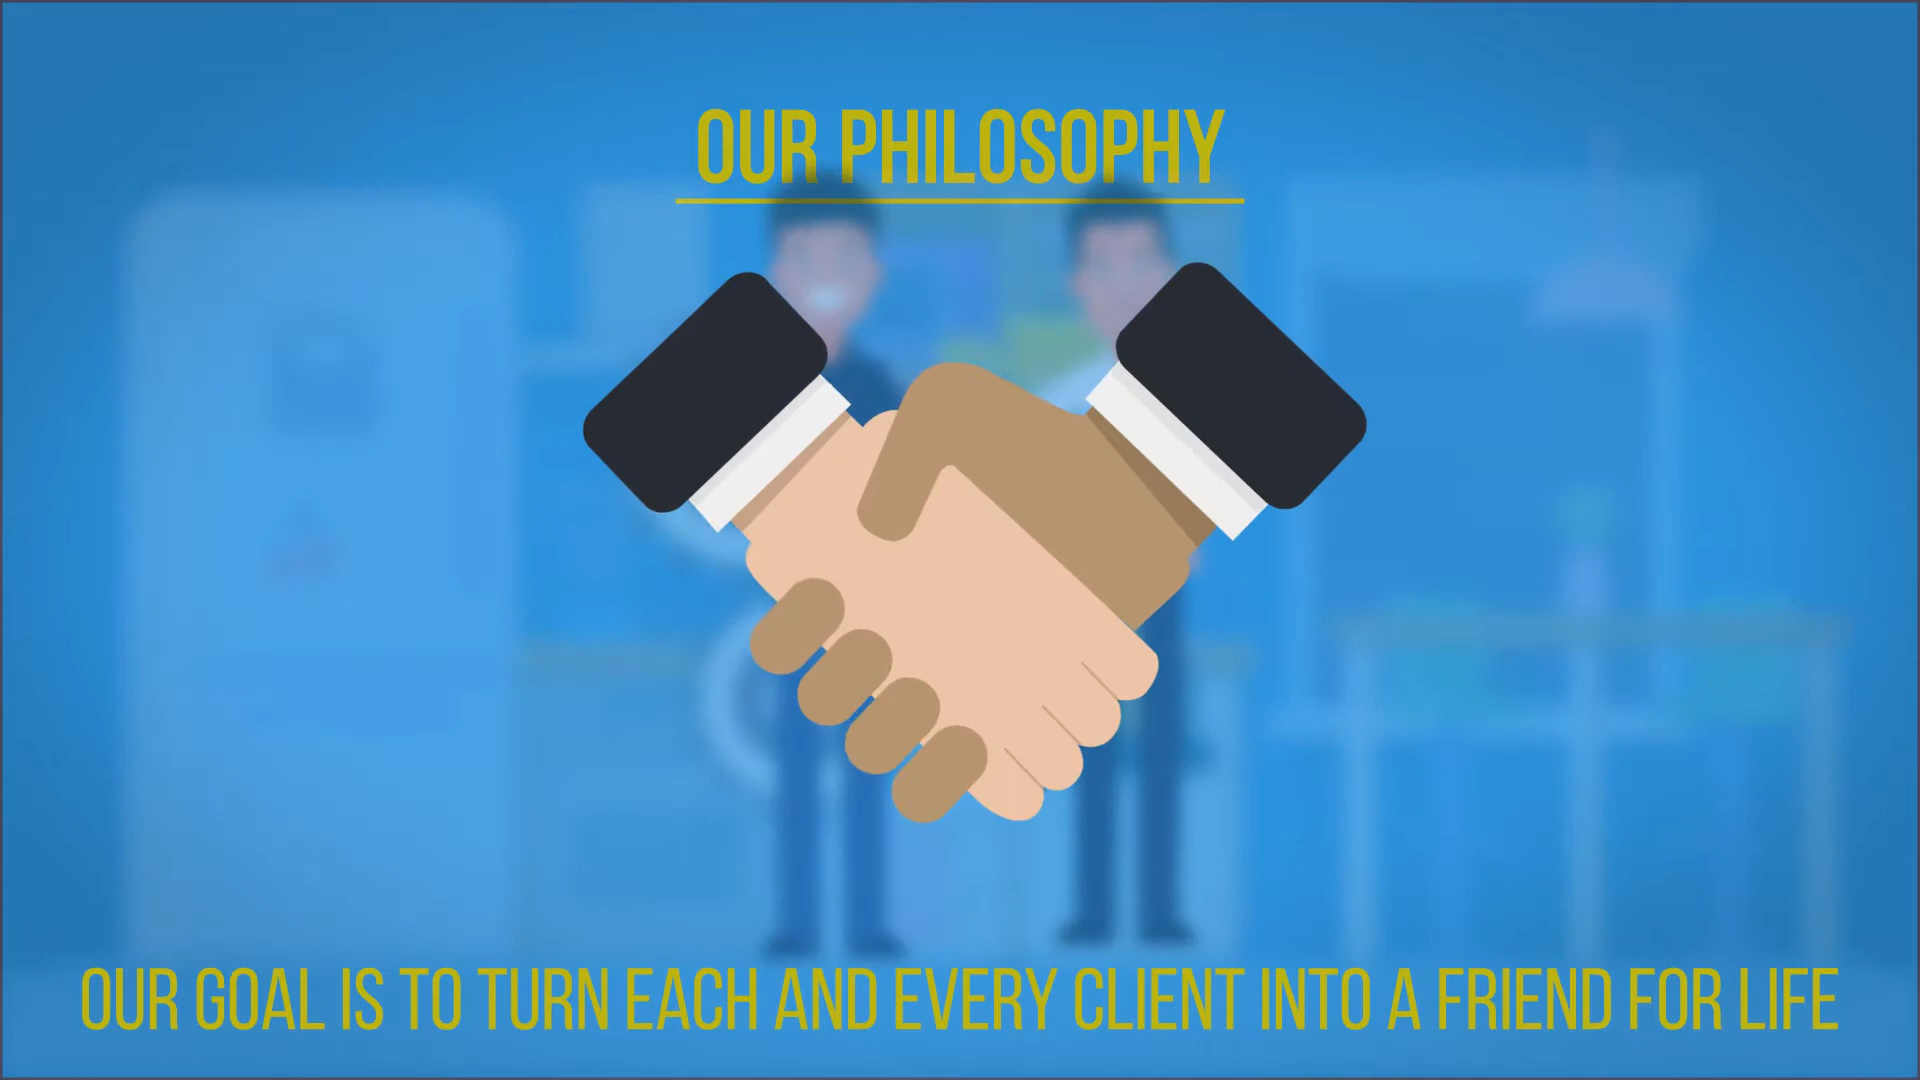 OUR PHILOSOPHY
OUR GOAL IS TO TURN EACH AND EVERY CLIENT INTO A FRIEND FOR LIFE